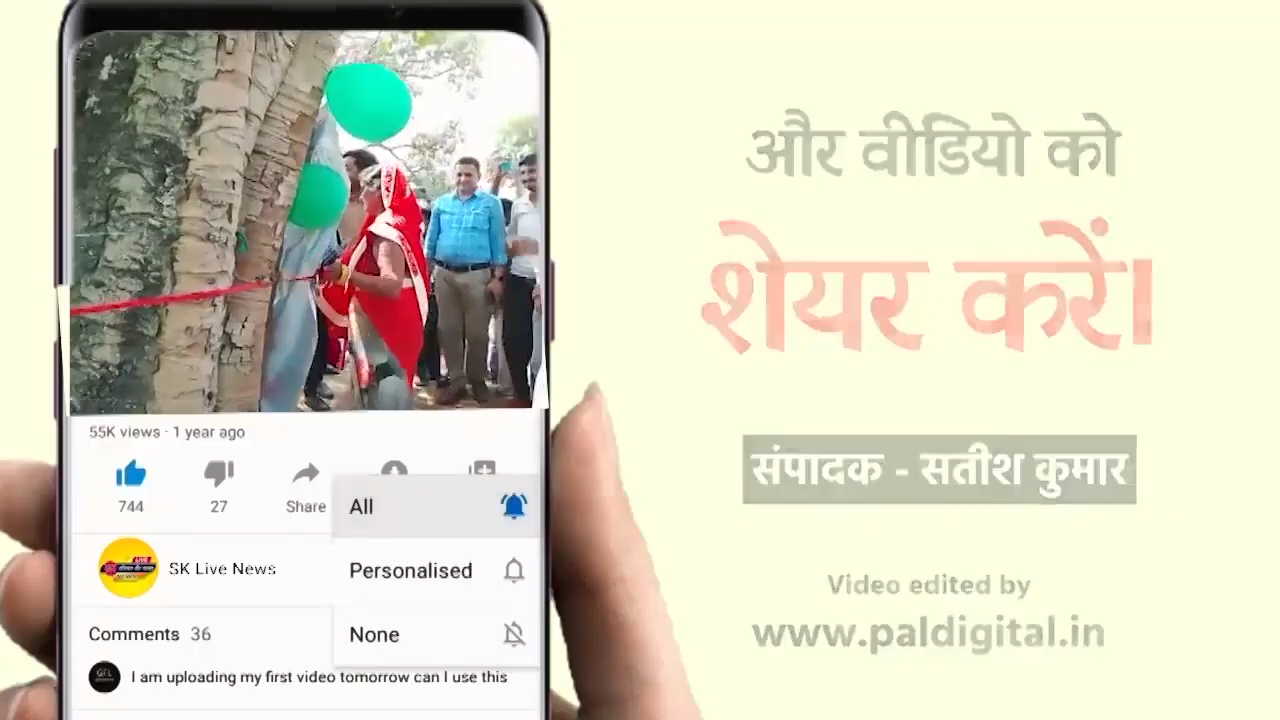 और वीडियो को
शेयर करें।
संपादक - सतीश कुमार
Video edited by
www.paldigital.in
55K views · 1 year ago
744
27
Share
All
Personalised
None
SK Live News
Comments 36
I am uploading my first video tomorrow can I use this